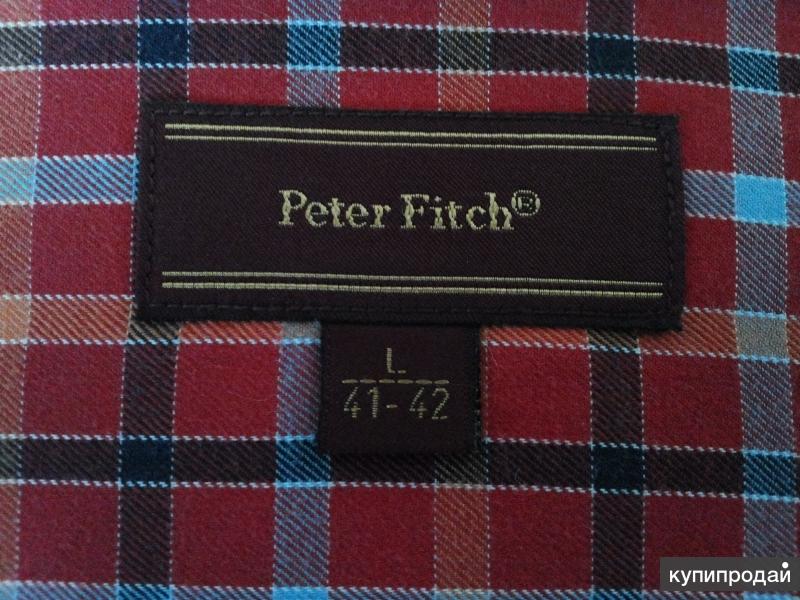 Peter Fitch®
L
41-42
купипродай